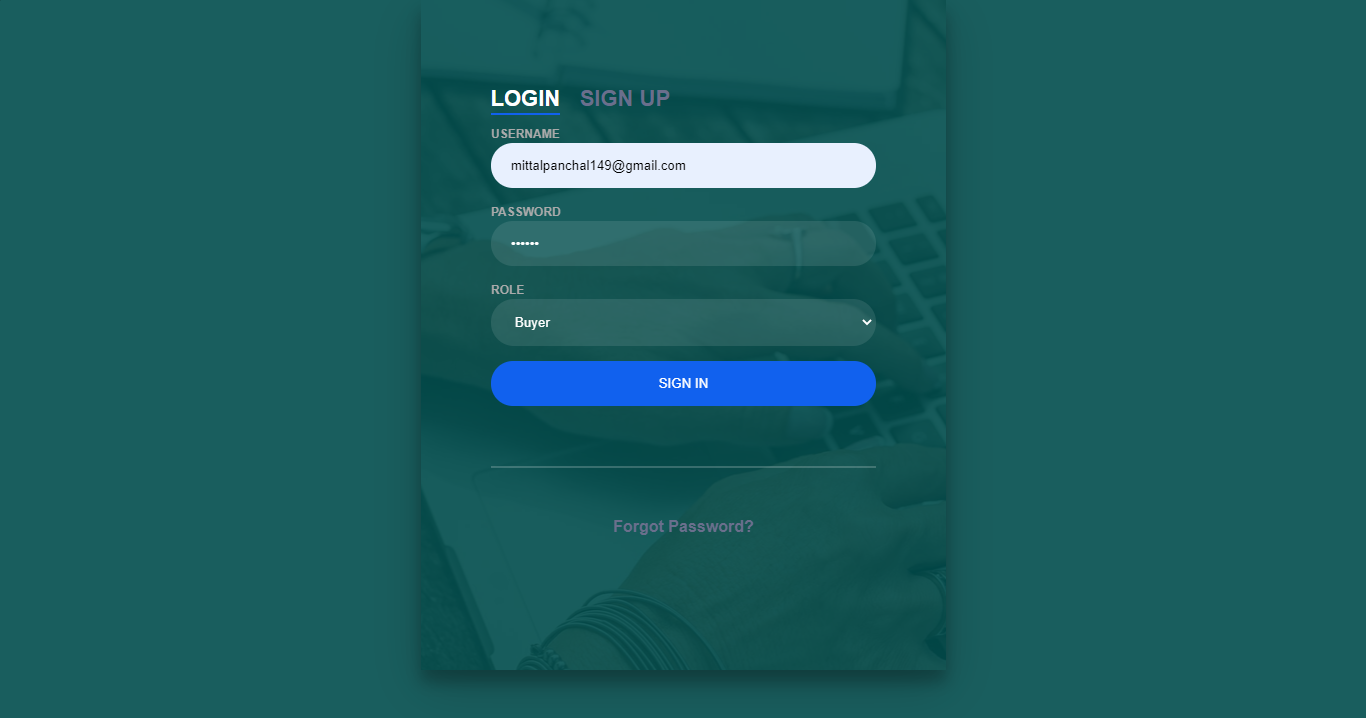 LOGIN SIGN UP
USERNAME
mittalpanchal149@gmail.com
PASSWORD
••••••
ROLE
Buyer
SIGN IN
Forgot Password?